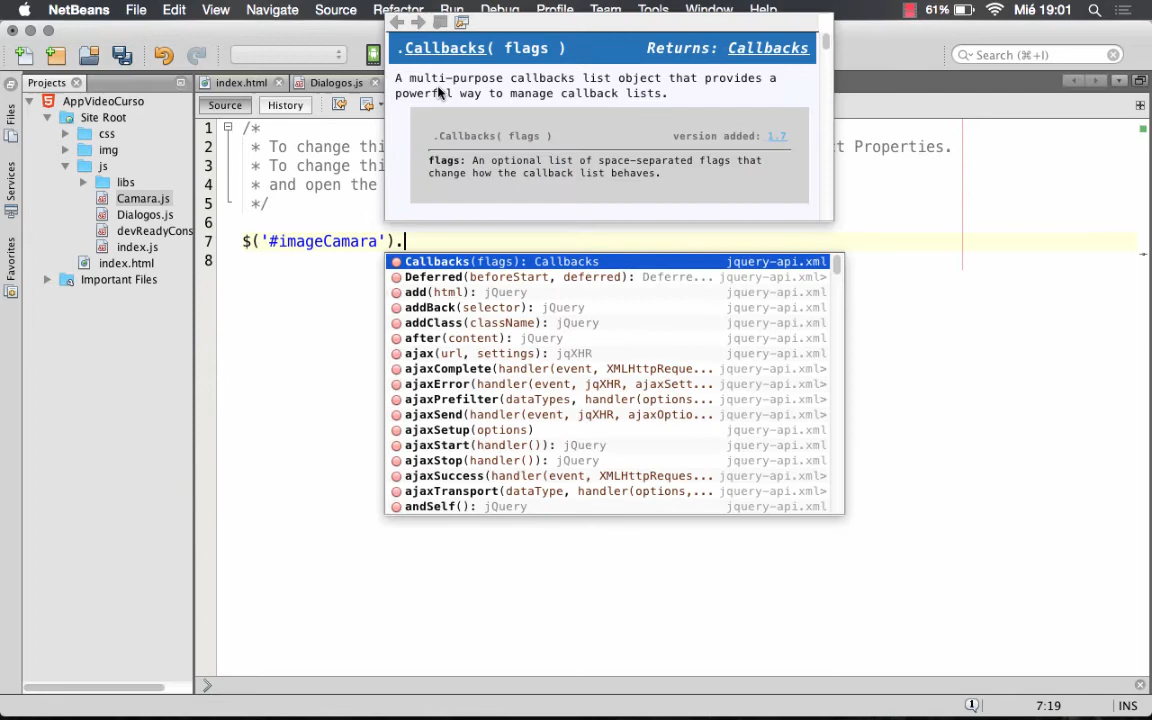 NetBeans File Edit View Navigate Source Refactor Run Debug Profile Team Tools Window Help 61% Mié 19:01
.Callbacks( flags ) Returns: Callbacks
A multi-purpose callbacks list object that provides a
powerful way to manage callback lists.
.Callbacks( flags ) version added: 1.7
flags: An optional list of space-separated flags that
change how the callback list behaves.
Search (⌘+I)
Projects
index.html
Dialogos.js
Source
History
Files
Services
Favorites
AppVideoCurso
Site Root
css
img
js
libs
Camara.js
Dialogos.js
devReadyCons
index.js
index.html
Important Files
1 /*
2 * To change thi ct Properties.
3 * To change thi
4 * and open the
5 */
6
7 $('#imageCamara').
8
Callbacks(flags): Callbacks jquery-api.xml
Deferred(beforeStart, deferred): Deferre... jquery-api.xml
add(html): jQuery jquery-api.xml
addBack(selector): jQuery jquery-api.xml
addClass(className): jQuery jquery-api.xml
after(content): jQuery jquery-api.xml
ajax(url, settings): jqXHR jquery-api.xml
ajaxComplete(handler(event, XMLHttpReque... jquery-api.xml>
ajaxError(handler(event, jqXHR, ajaxSett... jquery-api.xml>
ajaxPrefilter(dataTypes, handler(options... jquery-api.xml>
ajaxSend(handler(event, jqXHR, ajaxOptio... jquery-api.xml>
ajaxSetup(options) jquery-api.xml
ajaxStart(handler()): jQuery jquery-api.xml
ajaxStop(handler()): jQuery jquery-api.xml
ajaxSuccess(handler(event, XMLHttpReques... jquery-api.xml>
ajaxTransport(dataType, handler(options,... jquery-api.xml>
andSelf(): jQuery jquery-api.xml
1 7:19 INS